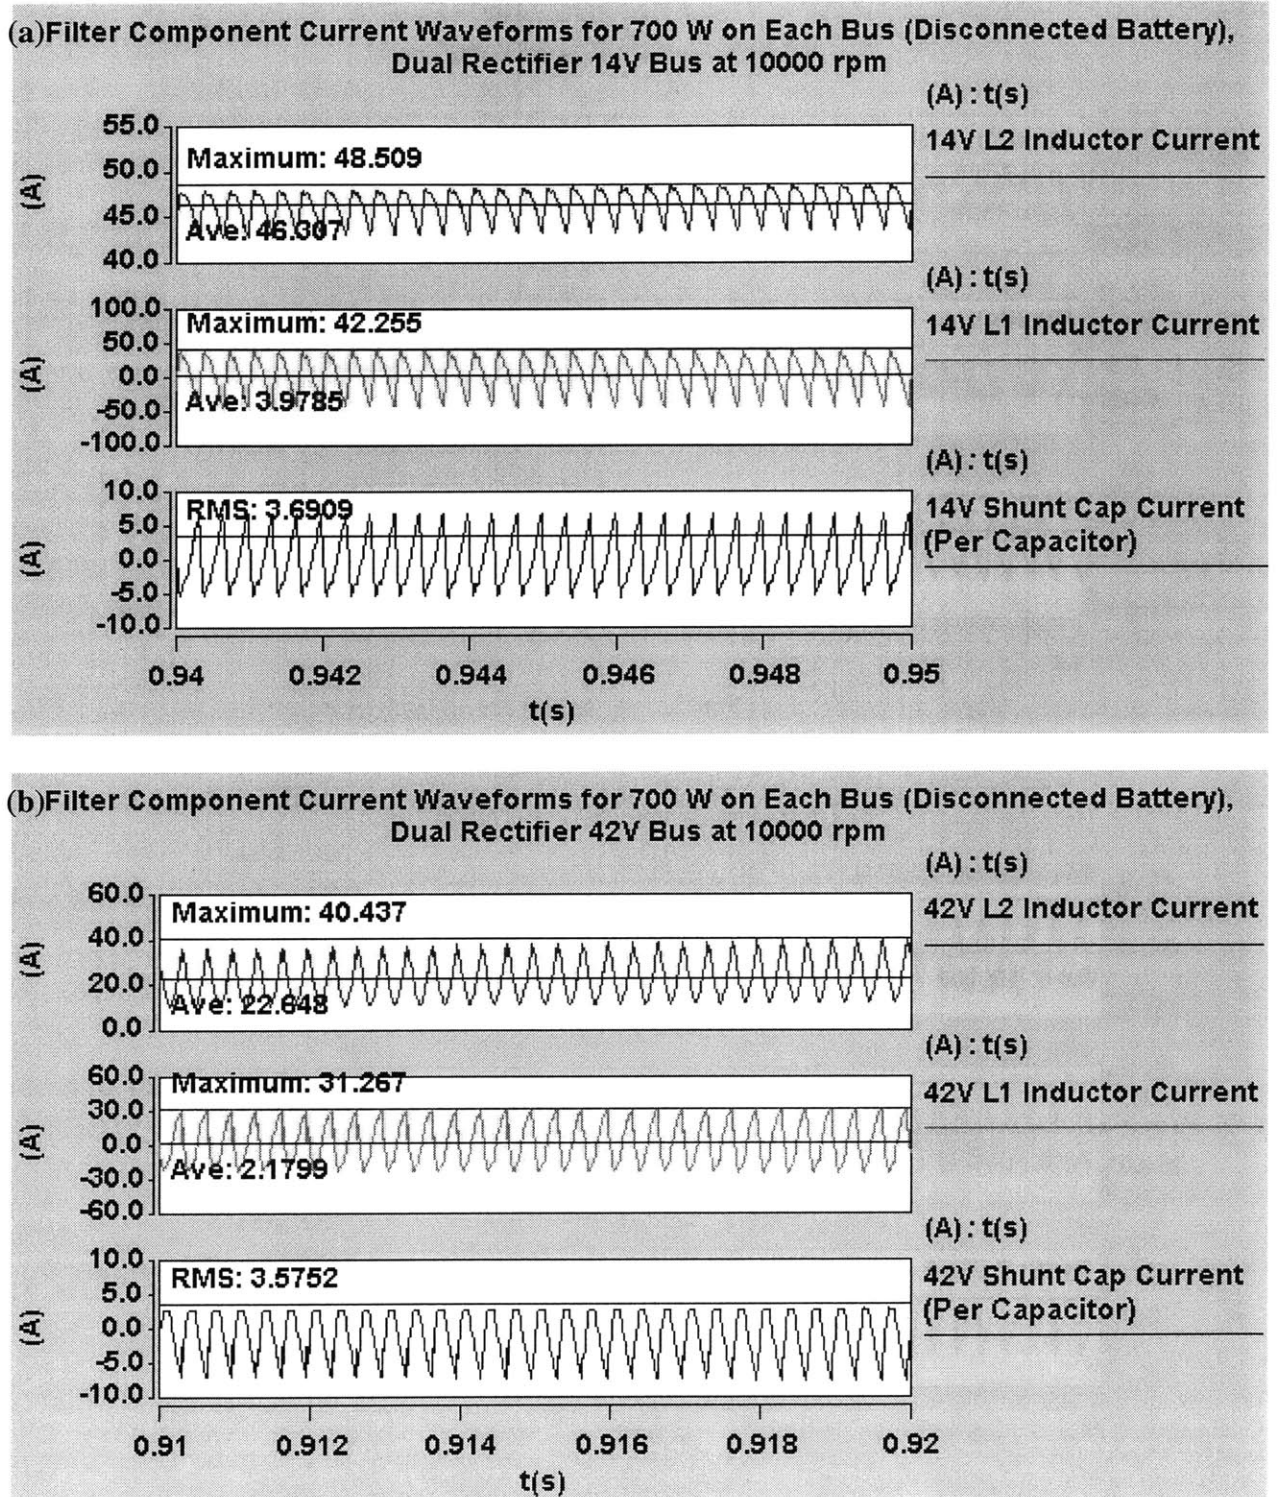 (a)Filter Component Current Waveforms for 700 W on Each Bus (Disconnected Battery),
Dual Rectifier 14V Bus at 10000 rpm
(A) : t(s)
14V L2 Inductor Current
55.0
50.0
45.0
40.0
(A)
Maximum: 48.509
Ave: 46.307
(A) : t(s)
14V L1 Inductor Current
100.0
50.0
0.0
-50.0
-100.0
(A)
Maximum: 42.255
Ave: 3.9785
(A) : t(s)
14V Shunt Cap Current
(Per Capacitor)
10.0
5.0
0.0
-5.0
-10.0
(A)
RMS: 3.6909
0.94 0.942 0.944 0.946 0.948 0.95
t(s)
(b)Filter Component Current Waveforms for 700 W on Each Bus (Disconnected Battery),
Dual Rectifier 42V Bus at 10000 rpm
(A) : t(s)
42V L2 Inductor Current
60.0
40.0
20.0
0.0
(A)
Maximum: 40.437
Ave: 22.648
(A) : t(s)
42V L1 Inductor Current
60.0
30.0
0.0
-30.0
-60.0
(A)
Maximum: 31.267
Ave: 2.1799
(A) : t(s)
42V Shunt Cap Current
(Per Capacitor)
10.0
5.0
0.0
-5.0
-10.0
(A)
RMS: 3.5752
0.91 0.912 0.914 0.916 0.918 0.92
t(s)